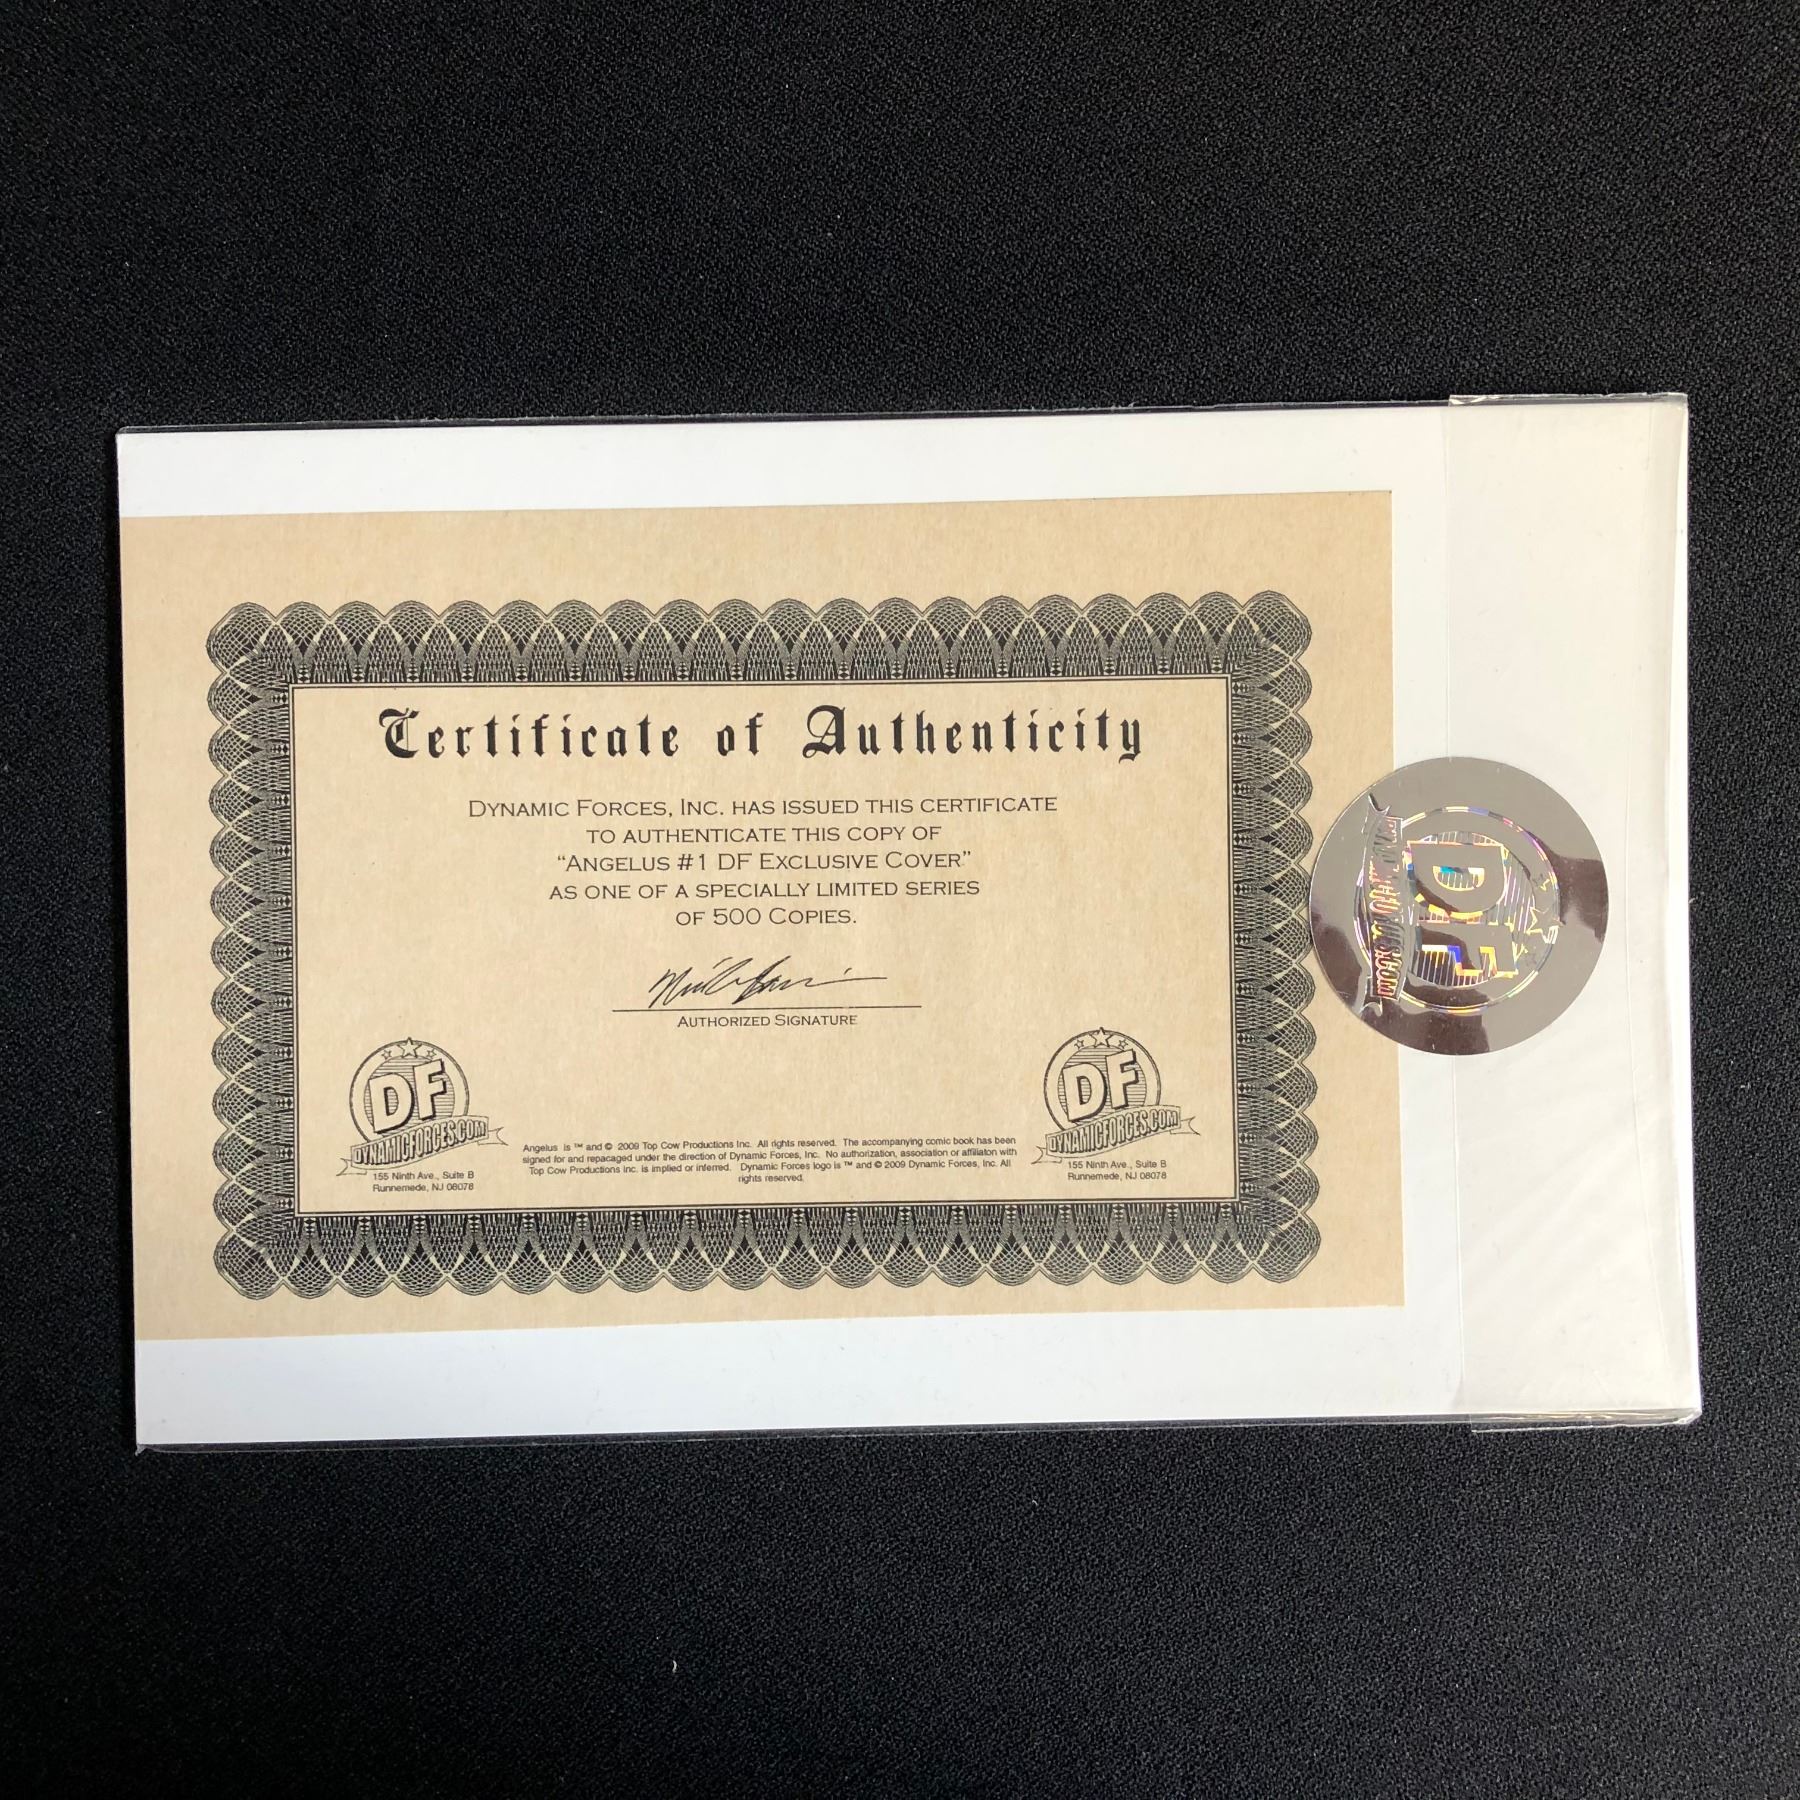 Certificate of Authenticity
DYNAMIC FORCES, INC. HAS ISSUED THIS CERTIFICATE
TO AUTHENTICATE THIS COPY OF
“ANGELUS #1 DF EXCLUSIVE COVER”
AS ONE OF A SPECIALLY LIMITED SERIES
OF 500 COPIES.
AUTHORIZED SIGNATURE
DF
DYNAMICFORCES.COM
155 Ninth Ave., Suite B
Runnemede, NJ 08078
Angelus is ™ and © 2009 Top Cow Productions Inc. All rights reserved. The accompanying comic book has been
signed for and repacaged under the direction of Dynamic Forces, Inc. No authorization, association or affiliaton with
Top Cow Productions Inc. is implied or inferred. Dynamic Forces logo is ™ and © 2009 Dynamic Forces, Inc. All
rights reserved.
DF
DYNAMICFORCES.COM
155 Ninth Ave., Suite B
Runnemede, NJ 08078
DF
DYNAMICFORCES.COM